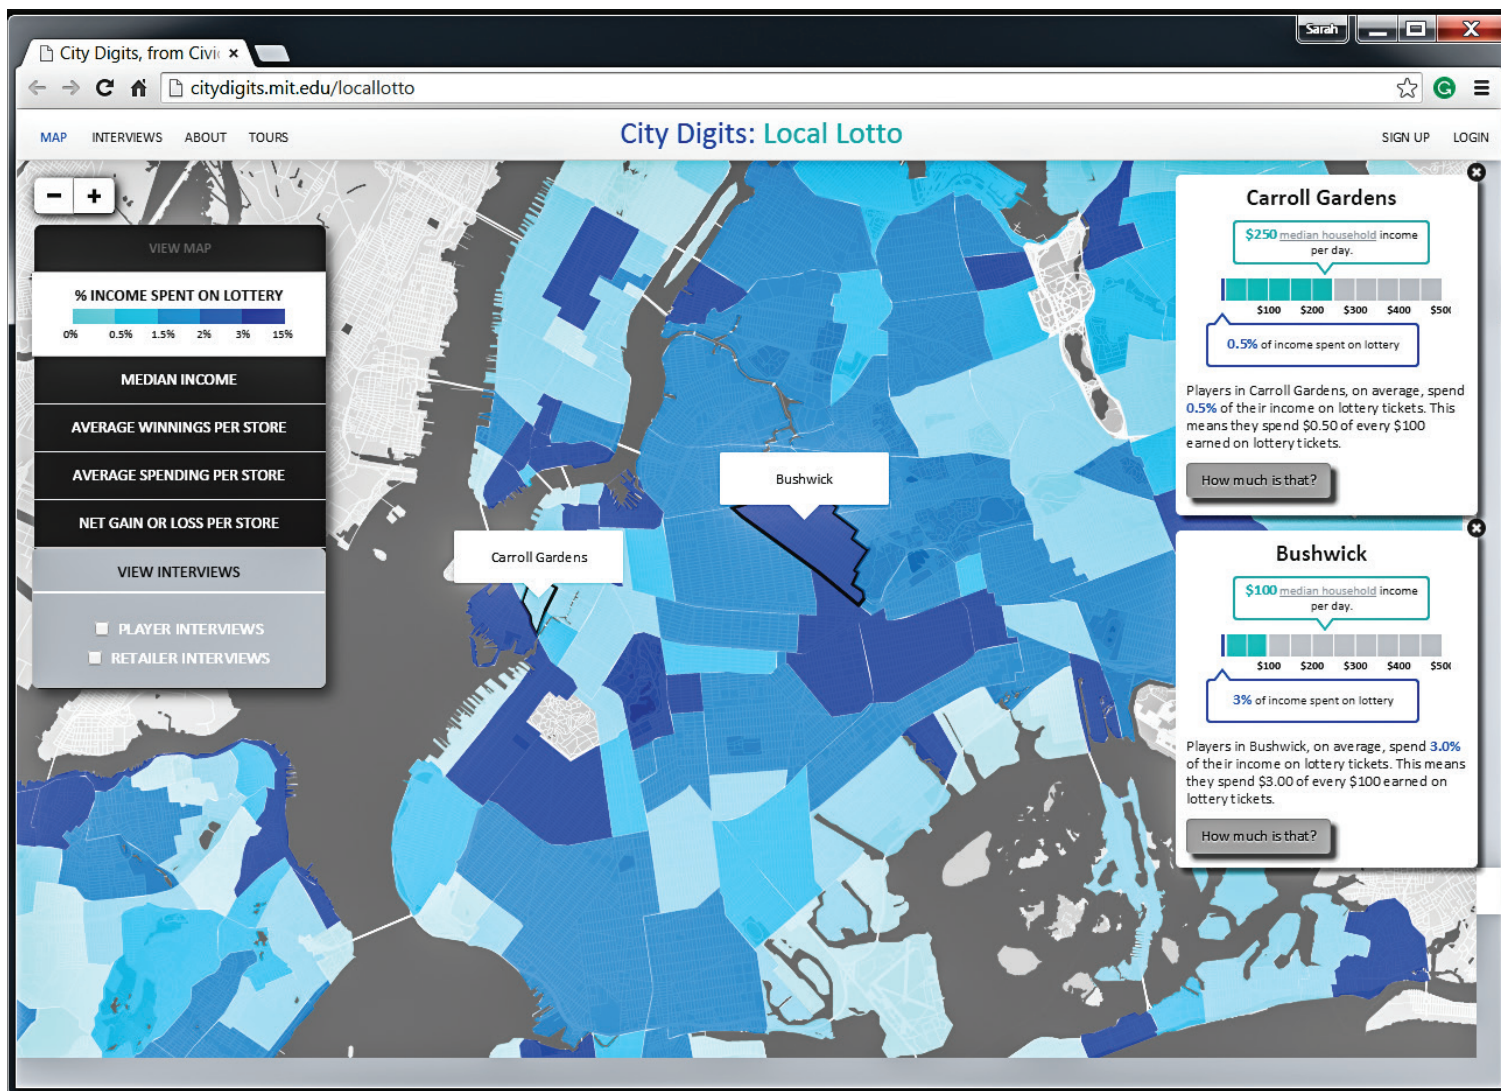 Sarah
City Digits, from Civi
citydigits.mit.edu/locallotto
MAP INTERVIEWS ABOUT TOURS
City Digits: Local Lotto
SIGN UP LOGIN
VIEW MAP
% INCOME SPENT ON LOTTERY
0% 0.5% 1.5% 2% 3% 15%
MEDIAN INCOME
AVERAGE WINNINGS PER STORE
AVERAGE SPENDING PER STORE
NET GAIN OR LOSS PER STORE
VIEW INTERVIEWS
PLAYER INTERVIEWS
RETAILER INTERVIEWS
Carroll Gardens
Bushwick
Carroll Gardens
$250 median household income
per day.
$100 $200 $300 $400 $500
0.5% of income spent on lottery
Players in Carroll Gardens, on average, spend
0.5% of their income on lottery tickets. This
means they spend $0.50 of every $100
earned on lottery tickets.
How much is that?
Bushwick
$100 median household income
per day.
$100 $200 $300 $400 $500
3% of income spent on lottery
Players in Bushwick, on average, spend 3.0%
of their income on lottery tickets. This means
they spend $3.00 of every $100 earned on
lottery tickets.
How much is that?